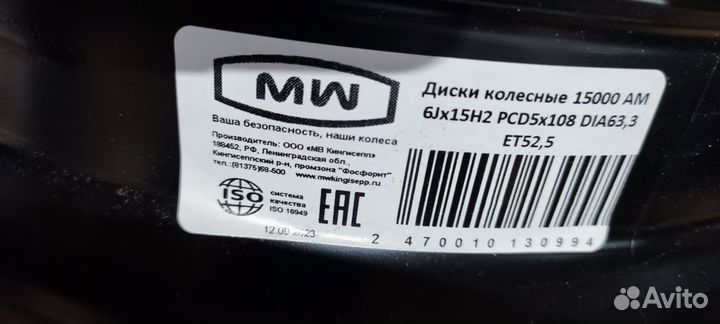 MW
Ваша безопасность, наши колеса
Производитель: ООО «МВ Кингисепп»
188452, РФ, Ленинградская обл.,
Кингисеппский р-н, промзона "Фосфорит"
тел.:(81375)68-500 www.mwkingisepp.ru
ISO
система
качества
ISO 16949
EAC
12.09.2023
Диски колесные 15000 AM
6Jx15H2 PCD5x108 DIA63,3
ET52,5
2 470010 130994
Avito